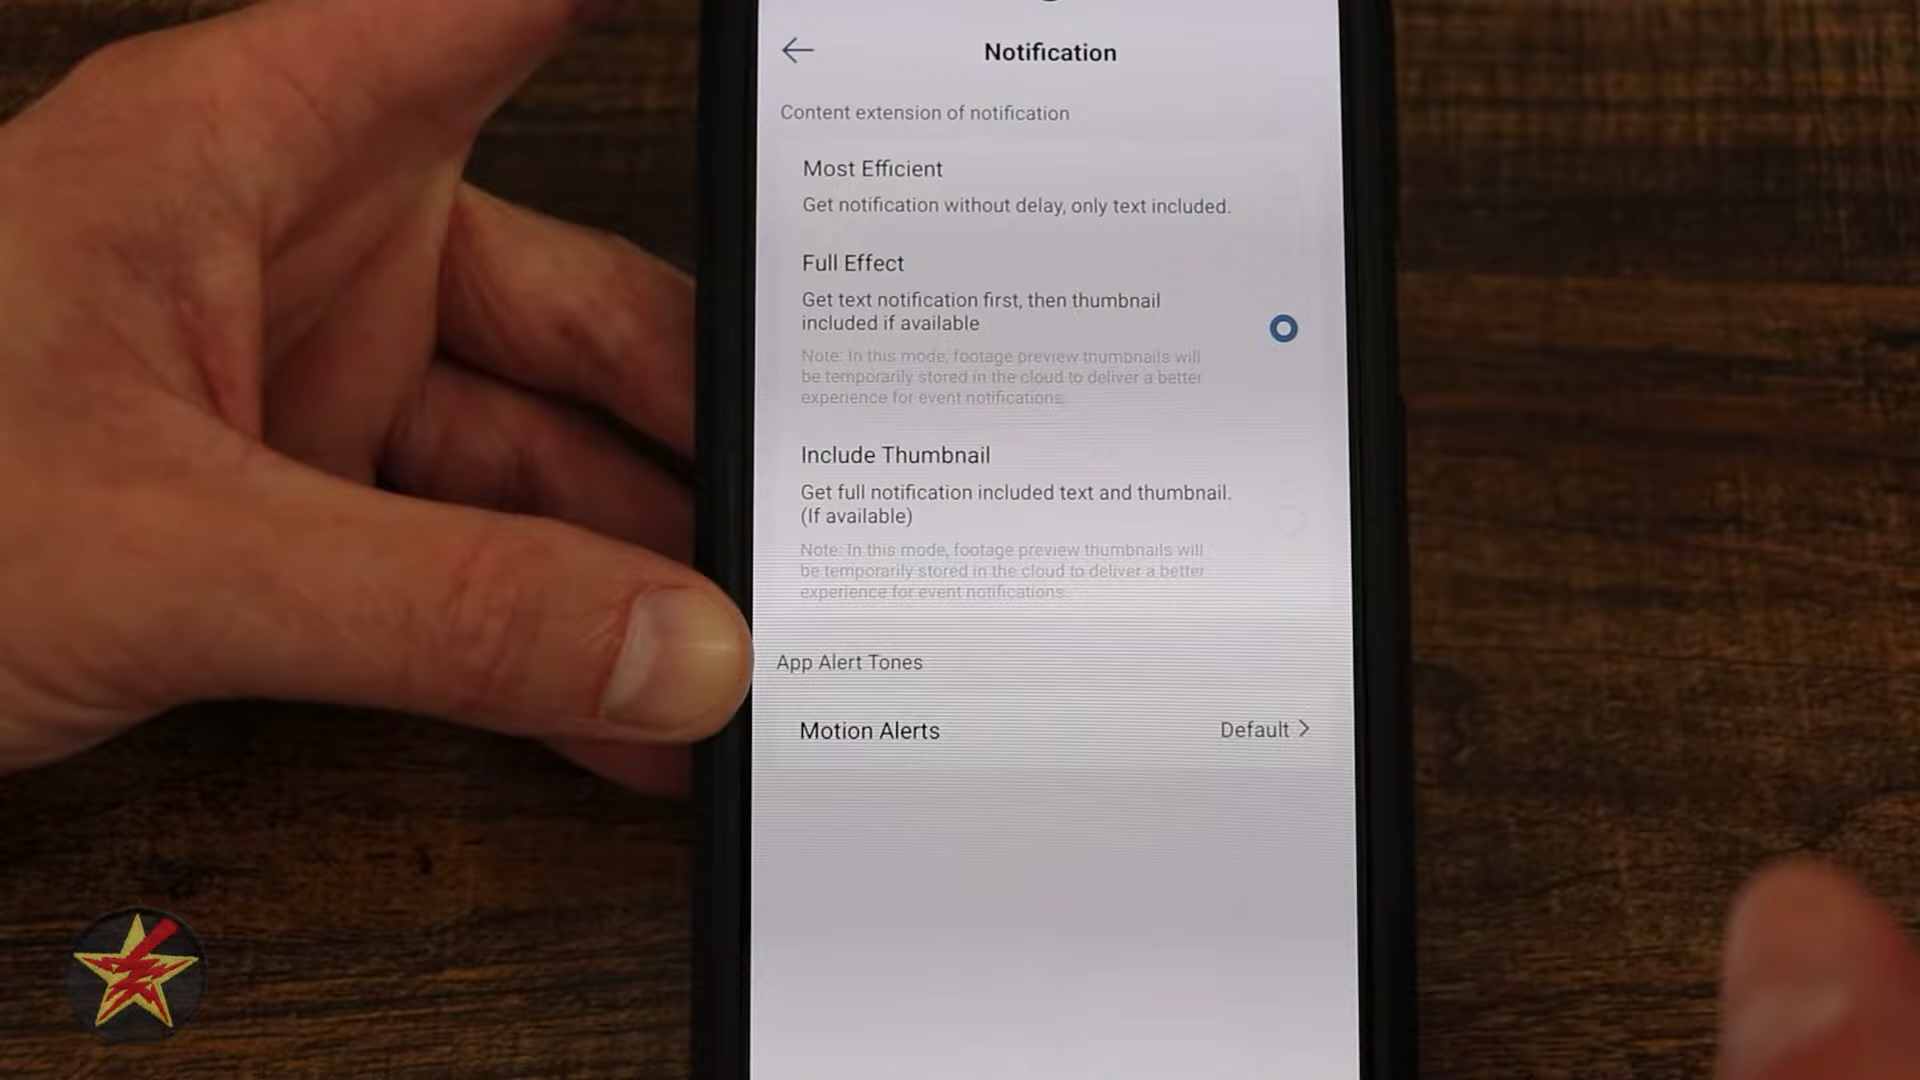 Notification
Content extension of notification
Most Efficient
Get notification without delay, only text included.
Full Effect
Get text notification first, then thumbnail
included if available
Note: In this mode, footage preview thumbnails will
be temporarily stored in the cloud to deliver a better
experience for event notifications.
Include Thumbnail
Get full notification included text and thumbnail.
(If available)
Note: In this mode, footage preview thumbnails will
be temporarily stored in the cloud to deliver a better
experience for event notifications.
App Alert Tones
Motion Alerts Default